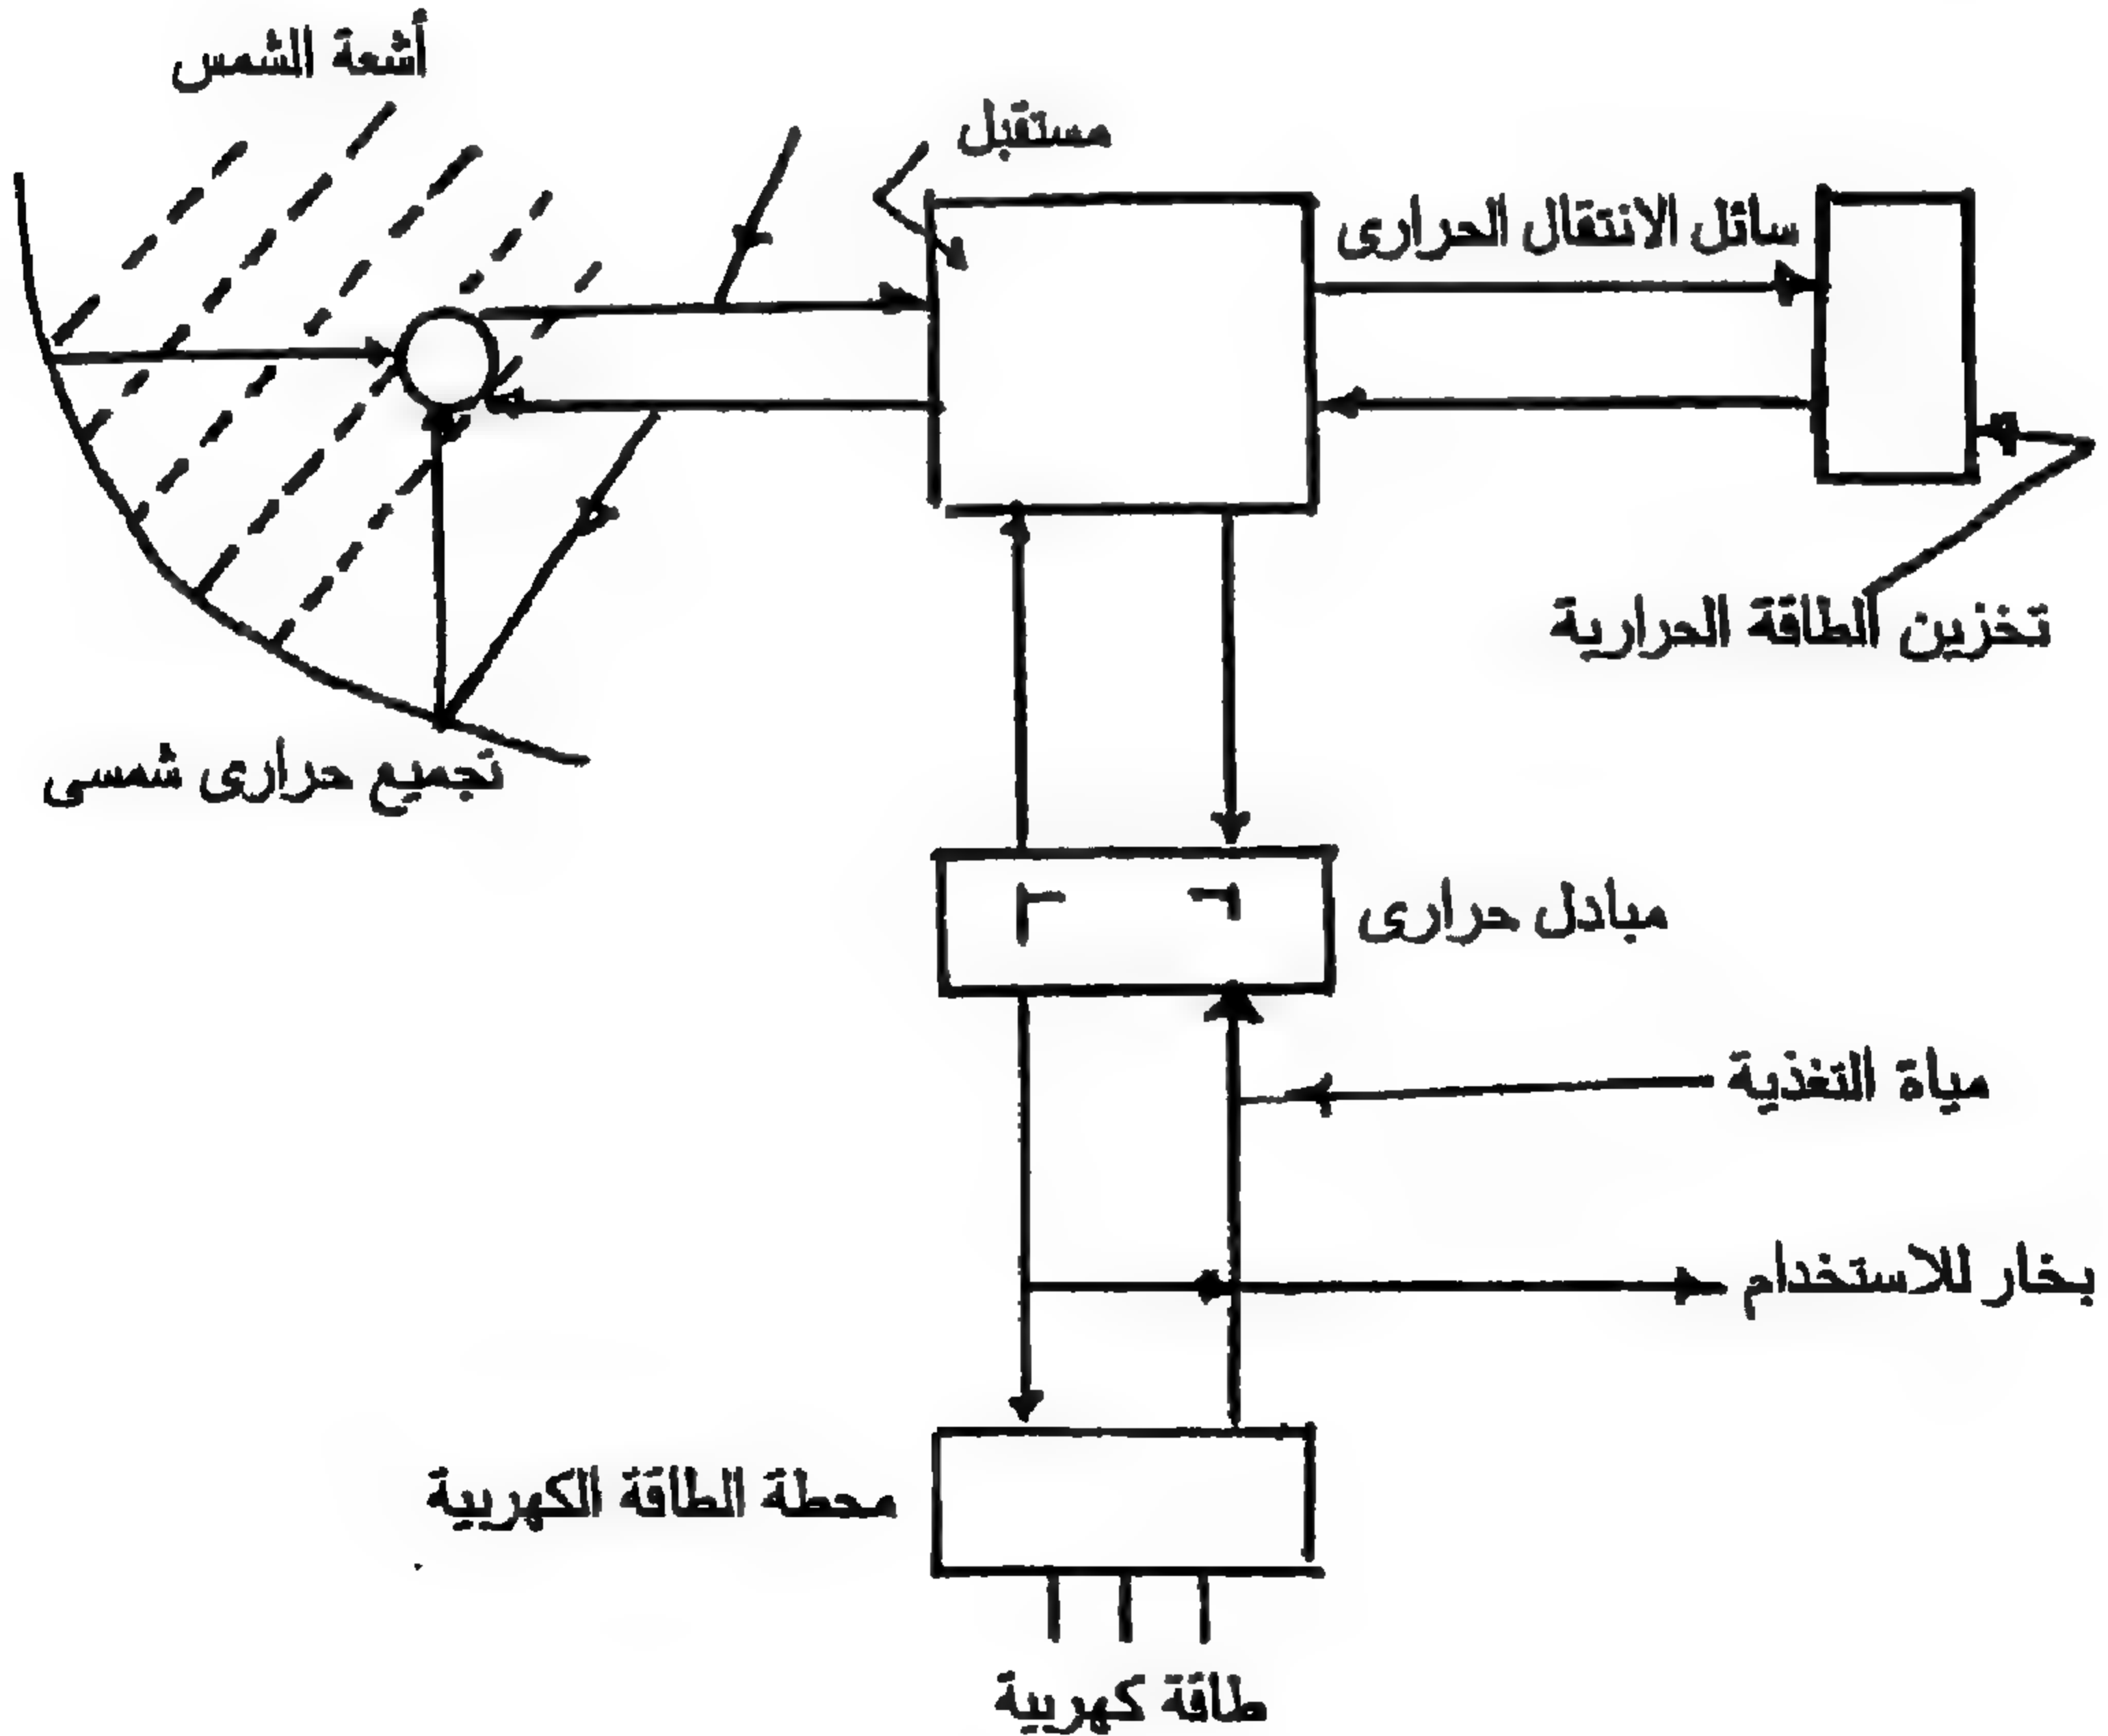 أشعة الشمس
مستقبل
سائل الانتقال الحرارى
تخزين الطاقة الحرارية
تجميع حرارى شمسى
مبادل حرارى
مياة التغذية
بخار للاستخدام
محطة الطاقة الكهربية
طاقة كهربية